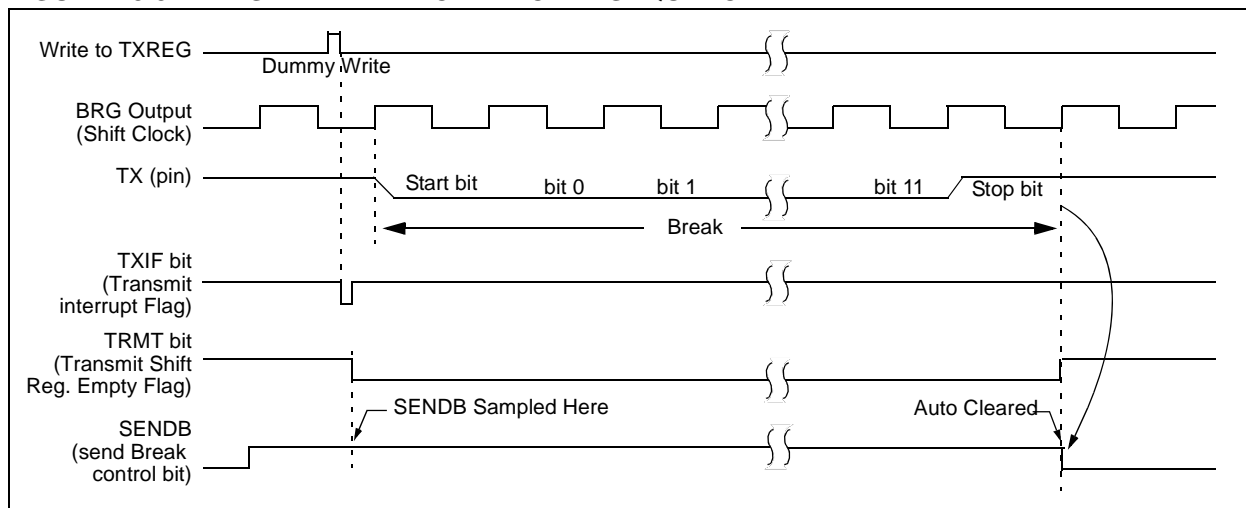 Write to TXREG
Dummy Write
BRG Output
(Shift Clock)
TX (pin)
Start bit
bit 0
bit 1
bit 11
Stop bit
Break
TXIF bit
(Transmit
interrupt Flag)
TRMT bit
(Transmit Shift
Reg. Empty Flag)
SENDB Sampled Here
Auto Cleared
SENDB
(send Break
control bit)